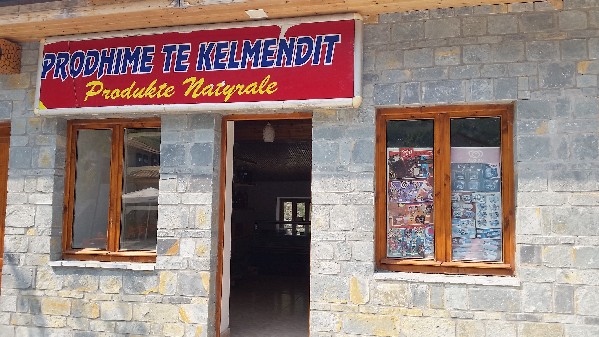 PRODHIME TE KELMENDIT
Produkte Natyrale